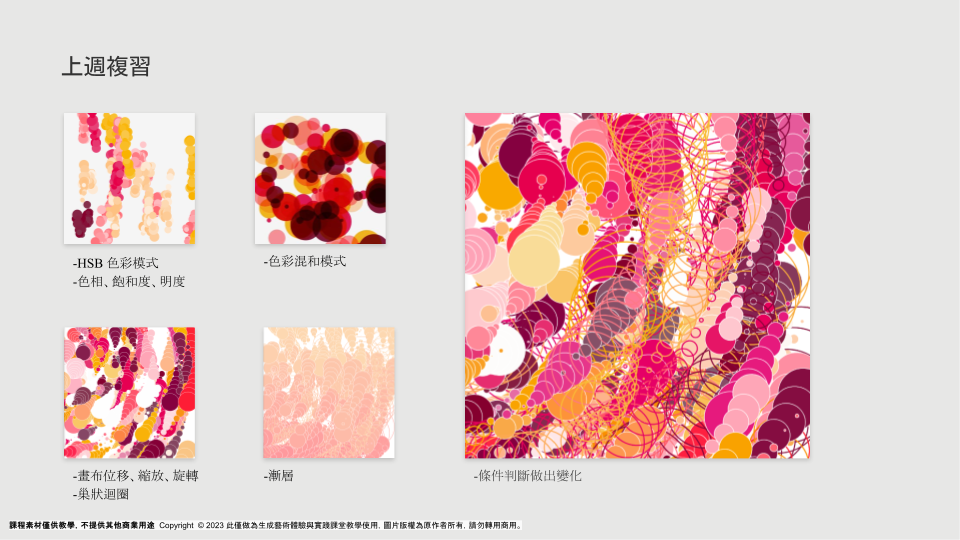 上週複習
-HSB 色彩模式
-色相、飽和度、明度
-色彩混和模式
-畫布位移、縮放、旋轉
-巢狀迴圈
-漸層
-條件判斷做出變化
課程素材僅供教學，不提供其他商業用途 Copyright © 2023 此僅做為生成藝術體驗與實踐課堂教學使用，圖片版權為原作者所有，請勿轉用商用。